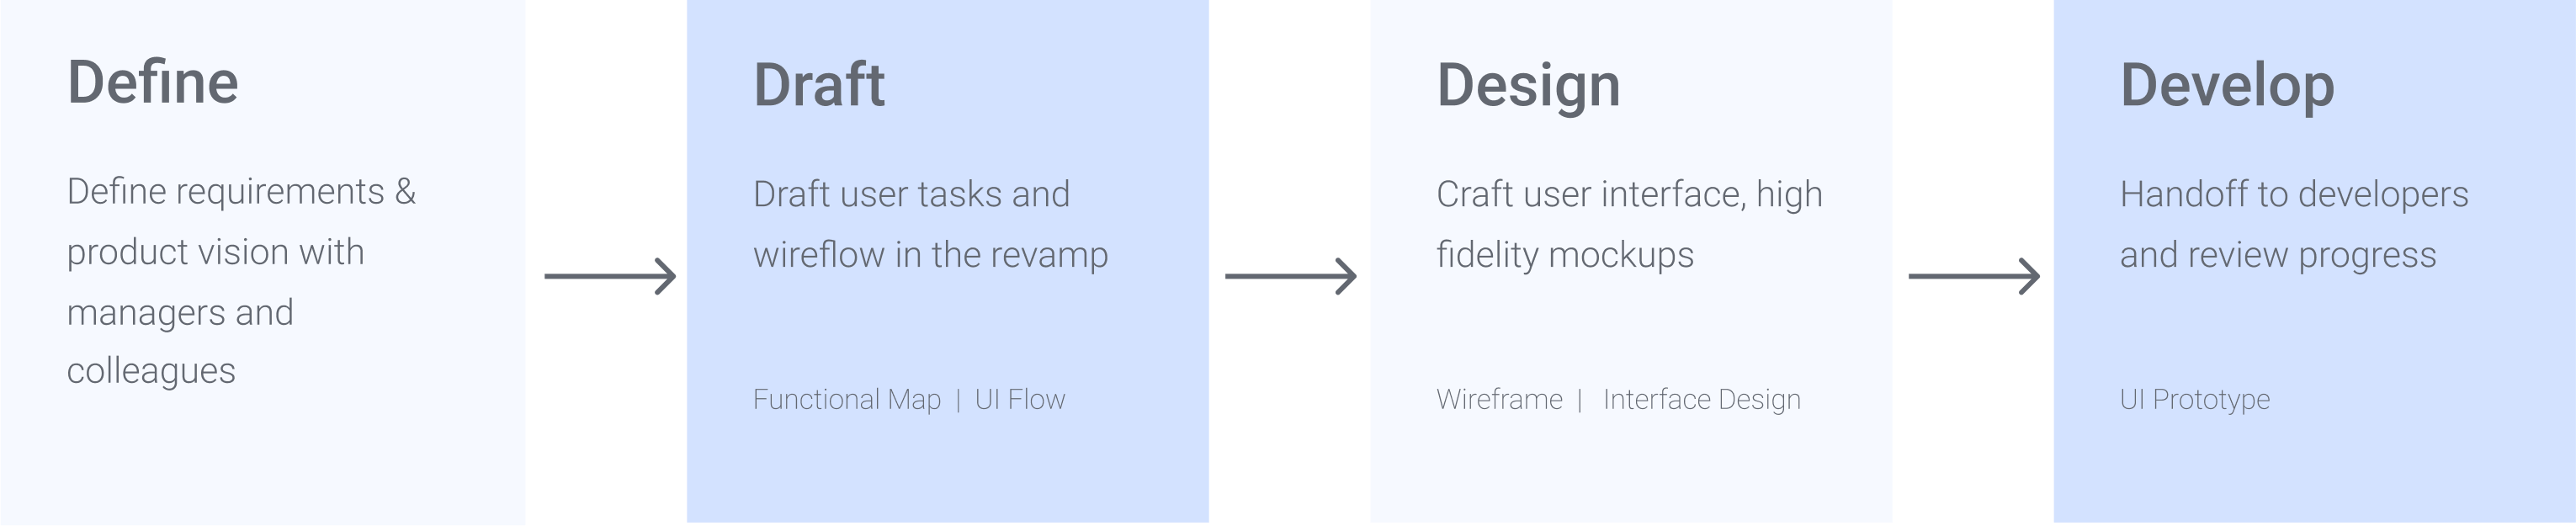 Define
Define requirements &
product vision with
managers and
colleagues
Draft
Draft user tasks and
wireflow in the revamp
Functional Map | UI Flow
Design
Craft user interface, high
fidelity mockups
Wireframe | Interface Design
Develop
Handoff to developers
and review progress
UI Prototype